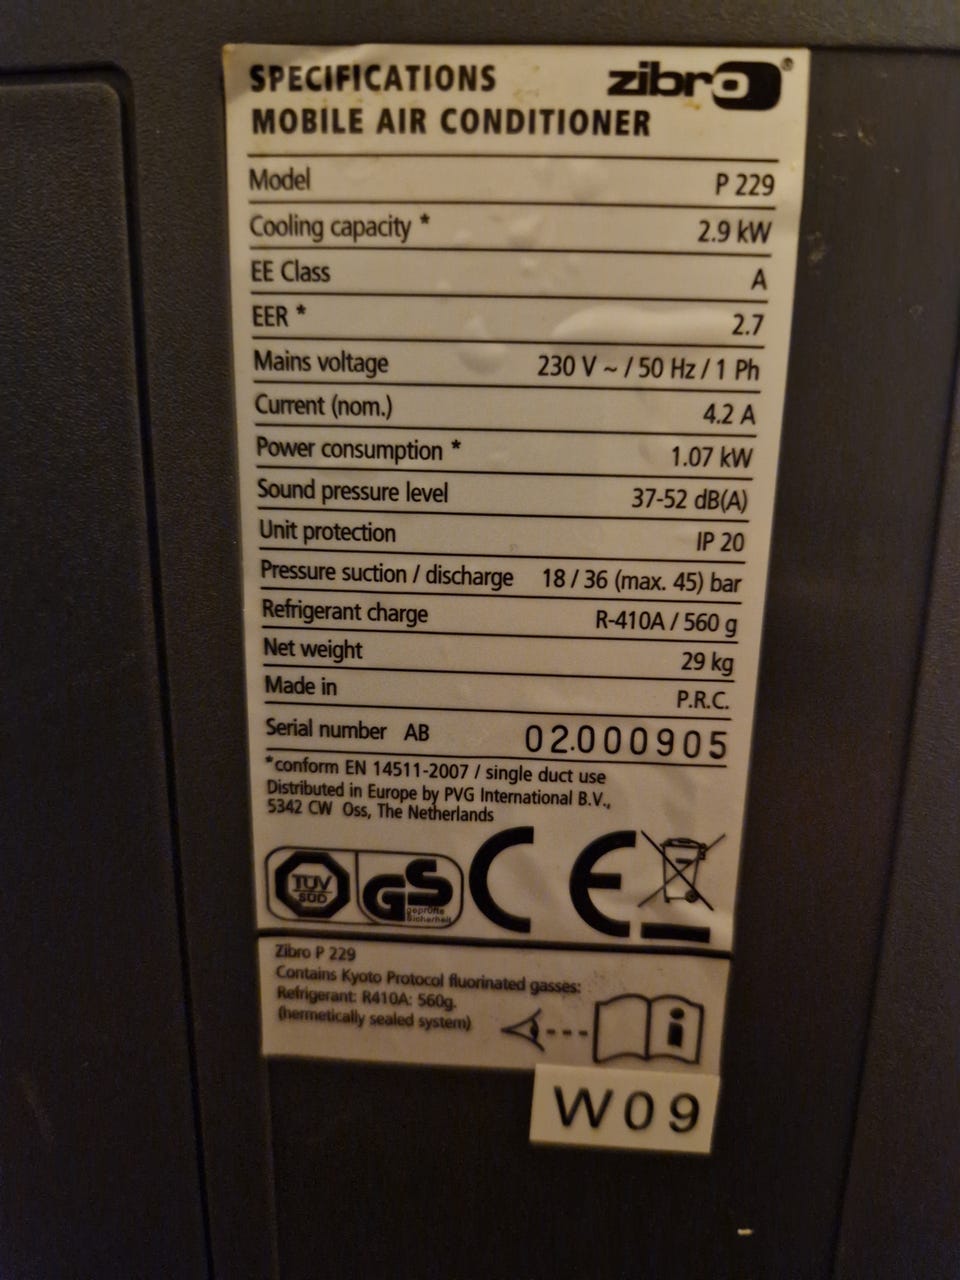 SPECIFICATIONS zibro®
MOBILE AIR CONDITIONER
Model P 229
Cooling capacity * 2.9 kW
EE Class A
EER * 2.7
Mains voltage 230 V ~ / 50 Hz / 1 Ph
Current (nom.) 4.2 A
Power consumption * 1.07 kW
Sound pressure level 37-52 dB(A)
Unit protection IP 20
Pressure suction / discharge 18 / 36 (max. 45) bar
Refrigerant charge R-410A / 560 g
Net weight 29 kg
Made in P.R.C.
Serial number AB 02.000905
*conform EN 14511-2007 / single duct use
Distributed in Europe by PVG International B.V.,
5342 CW Oss, The Netherlands
TÜV
SÜD
GS
geprüfte
Sicherheit
CE
Zibro P 229
Contains Kyoto Protocol fluorinated gasses:
Refrigerant: R410A: 560g.
(hermetically sealed system)
i
W09